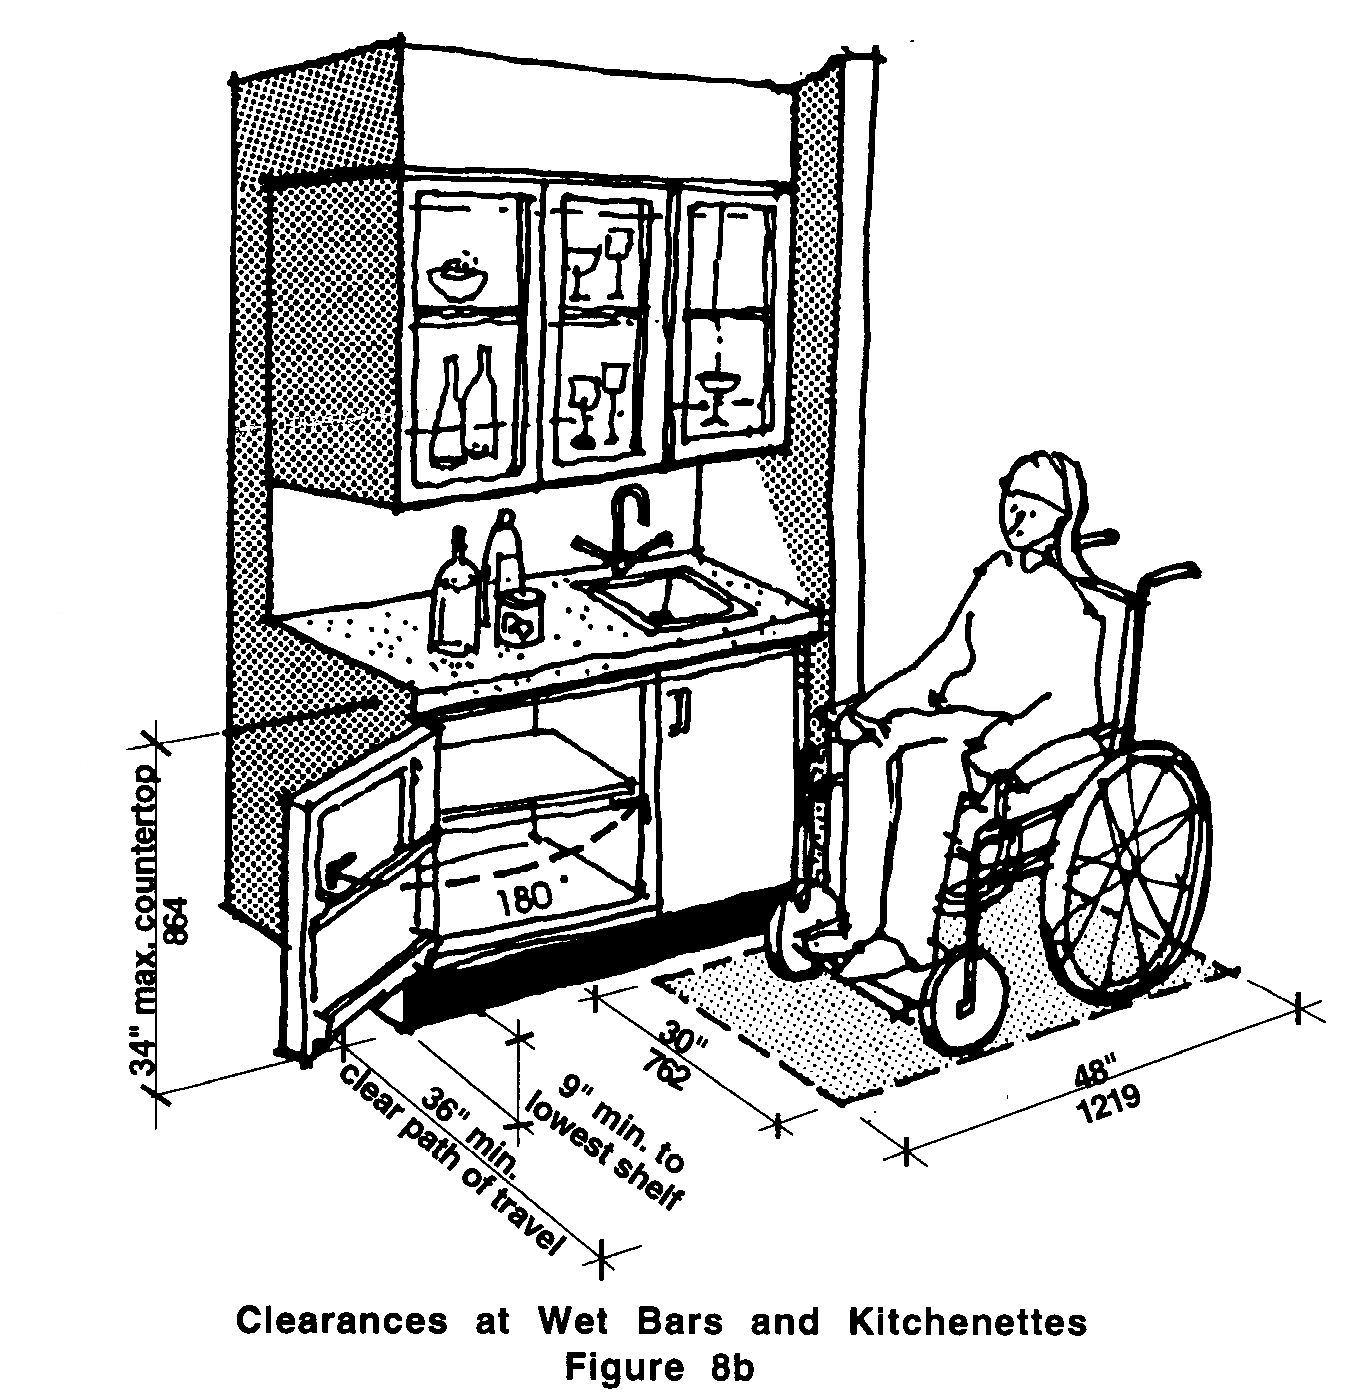 180°
34" max. countertop
864
36" min.
clear path of travel
9" min. to
lowest shelf
30"
762
48"
1219
Clearances at Wet Bars and Kitchenettes
Figure 8b